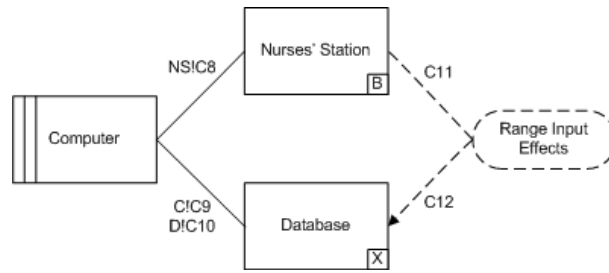 Nurses' Station
B
NS!C8
C11
Computer
Range Input
Effects
C!C9
D!C10
C12
Database
X